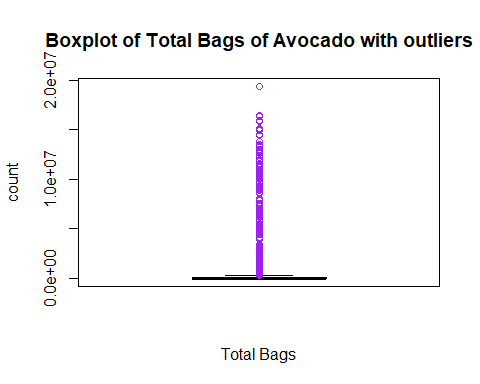 Boxplot of Total Bags of Avocado with outliers
2.0e+07
1.0e+07
0.0e+00
count
Total Bags